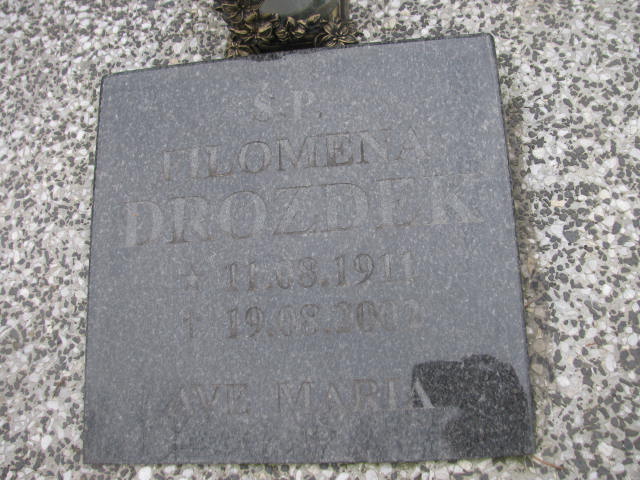 Ś.P.
FILOMENA
DROZDEK
* 11.08.1911
† 19.08.2002
AVE MARIA